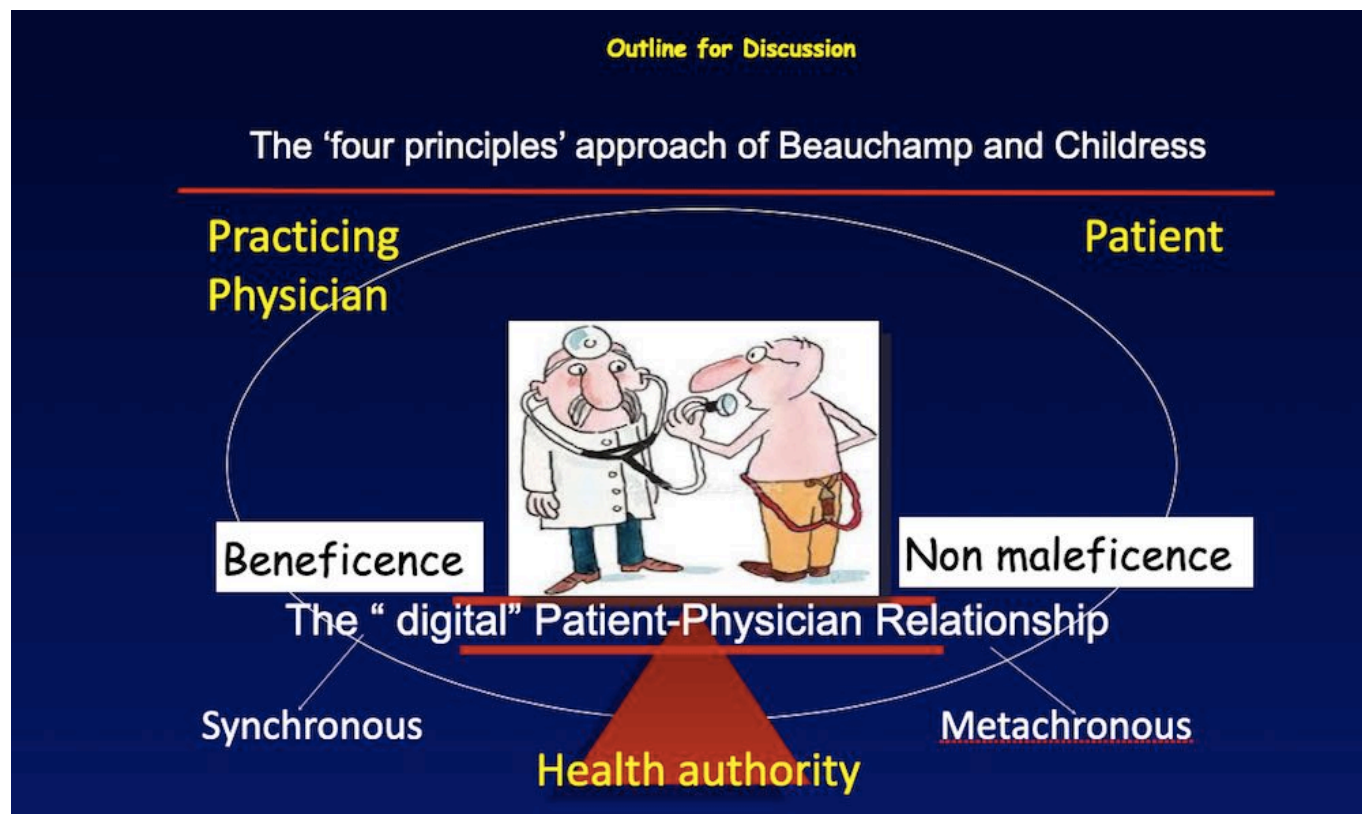 Outline for Discussion
The ‘four principles’ approach of Beauchamp and Childress
Practicing
Physician
Patient
Beneficence
Non maleficence
The “ digital” Patient-Physician Relationship
Synchronous
Metachronous
Health authority